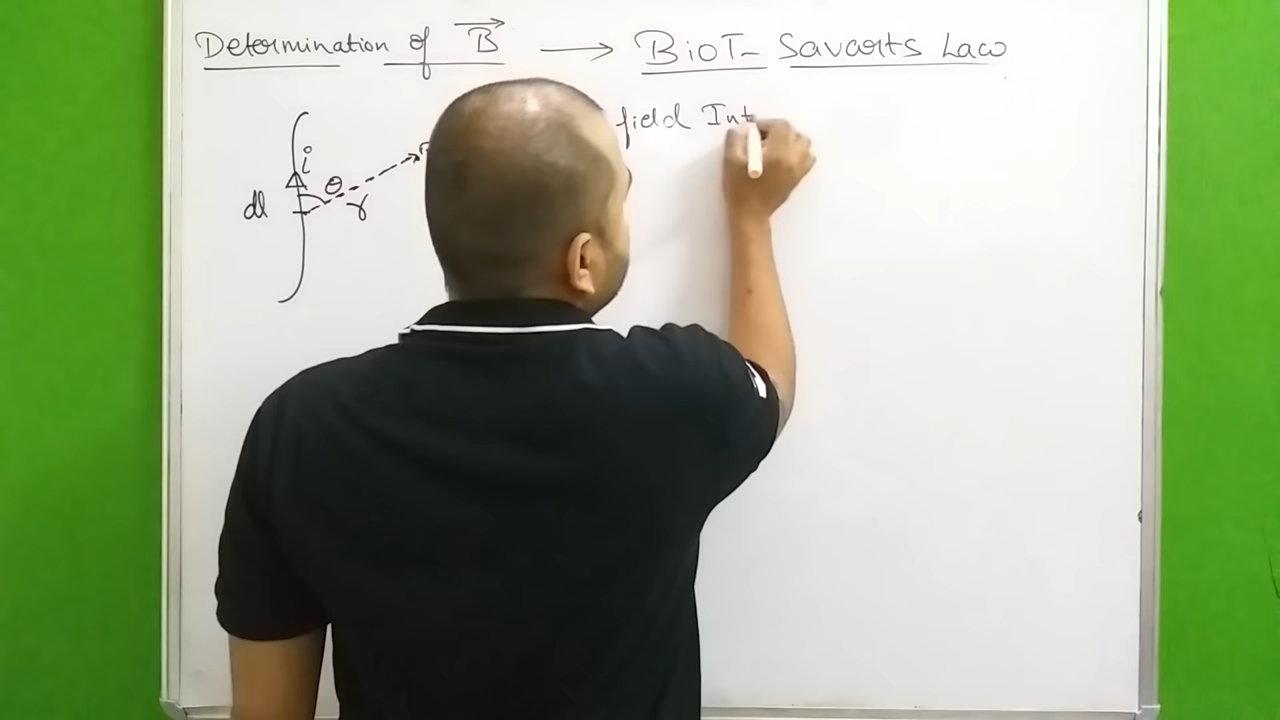 Determination of B → BioT- Savarts Law
field Int
i
θ
dl
r